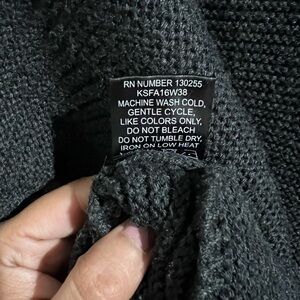 RN NUMBER 130255
KSFA16W38
MACHINE WASH COLD,
GENTLE CYCLE,
LIKE COLORS ONLY,
DO NOT BLEACH
DO NOT TUMBLE DRY,
IRON ON LOW HEAT